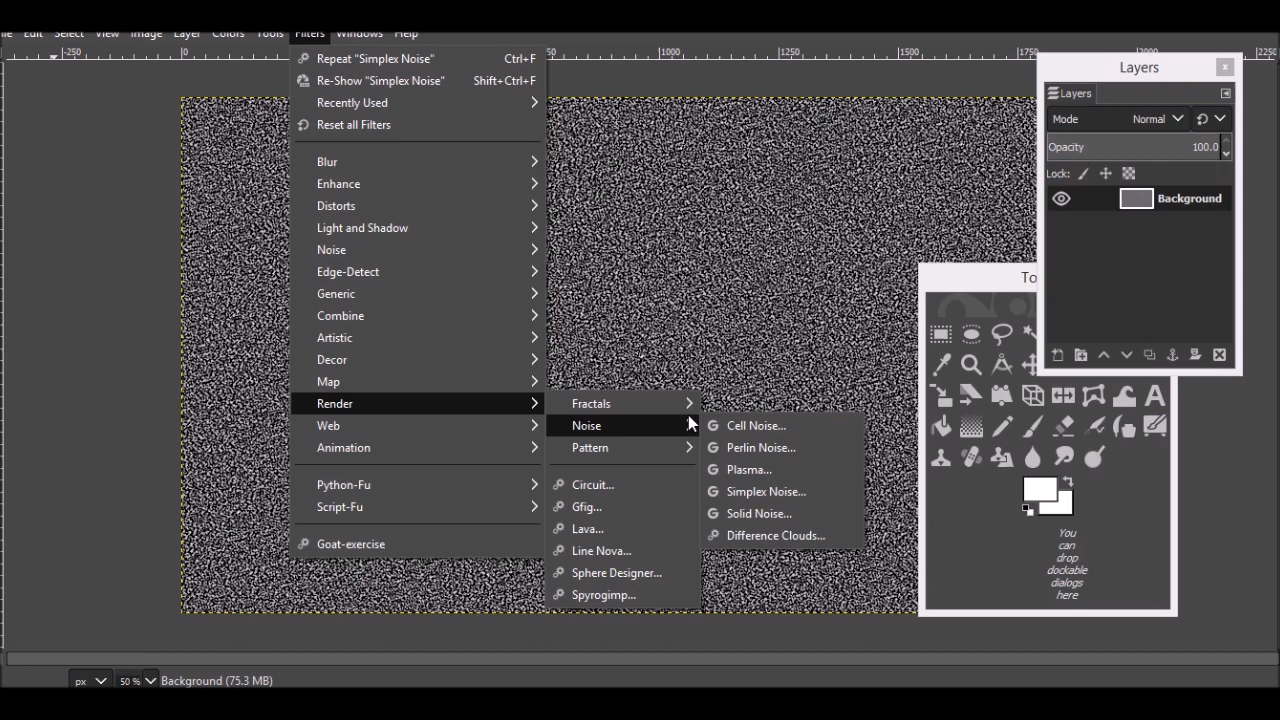 Edit Select View Image Layer Colors Tools Filters Windows Help
-250 0 1000 1250 1500 1750 2000 2250
Repeat "Simplex Noise" Ctrl+F
Re-Show "Simplex Noise" Shift+Ctrl+F
Recently Used
Reset all Filters
Blur
Enhance
Distorts
Light and Shadow
Noise
Edge-Detect
Generic
Combine
Artistic
Decor
Map
Render
Web
Animation
Python-Fu
Script-Fu
Goat-exercise
Fractals
Noise
Pattern
Circuit...
Gfig...
Lava...
Line Nova...
Sphere Designer...
Spyrogimp...
Cell Noise...
Perlin Noise...
Plasma...
Simplex Noise...
Solid Noise...
Difference Clouds...
Layers
Layers
Mode Normal
Opacity 100.0
Lock:
Background
To
You
can
drop
dockable
dialogs
here
px 50 % Background (75.3 MB)